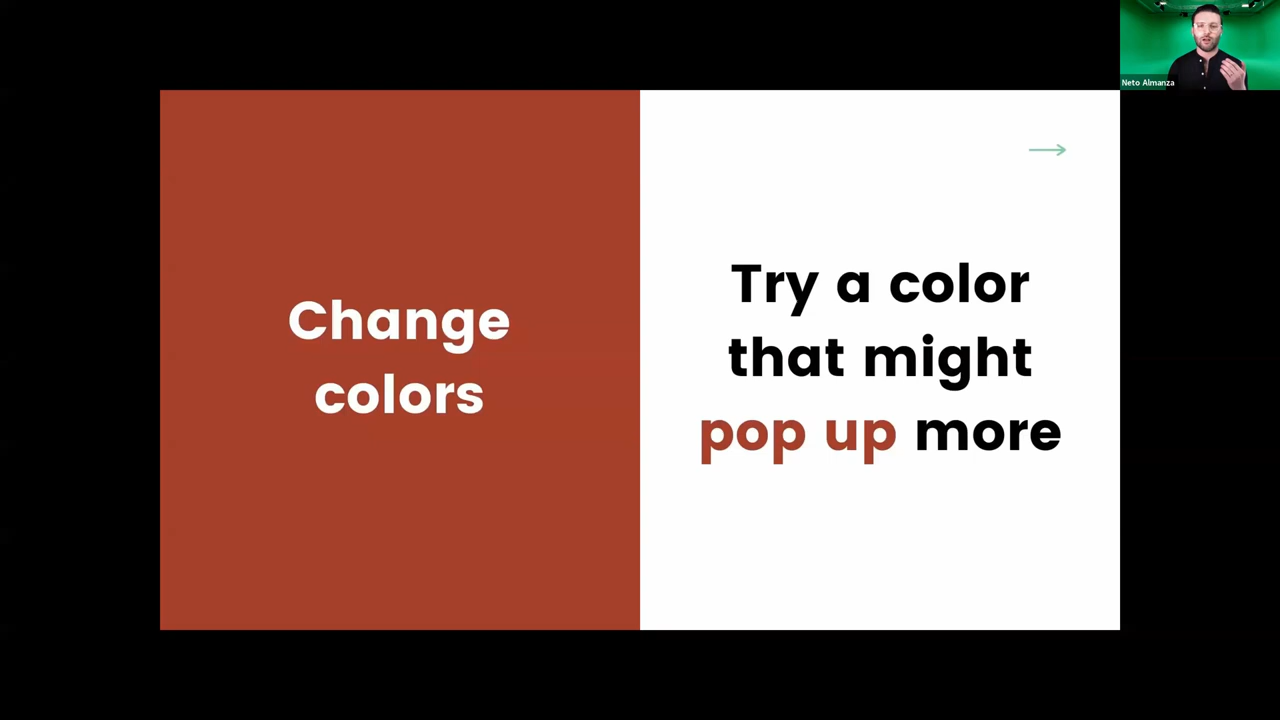 Neto Almanza
Change
colors
Try a color
that might
pop up more